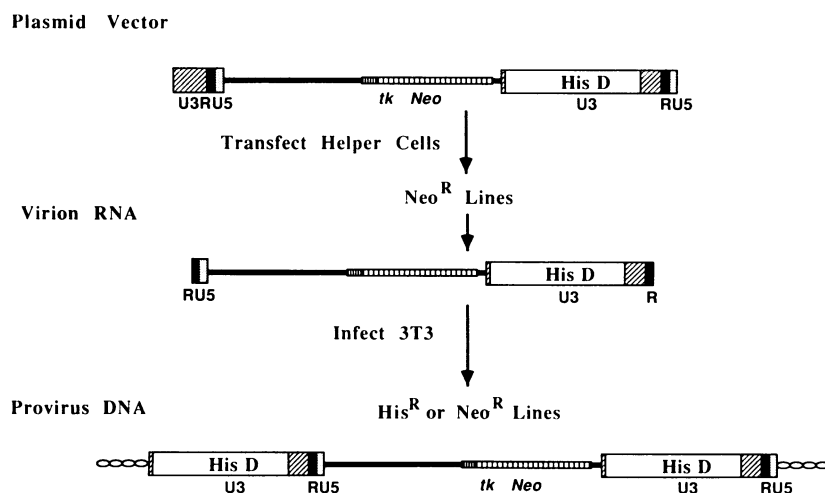 Plasmid Vector
His D
U3RU5
tk Neo
U3
RU5
Transfect Helper Cells
Neo^R Lines
Virion RNA
His D
RU5
U3
R
Infect 3T3
Provirus DNA
His^R or Neo^R Lines
His D
His D
U3
RU5
tk Neo
U3
RU5